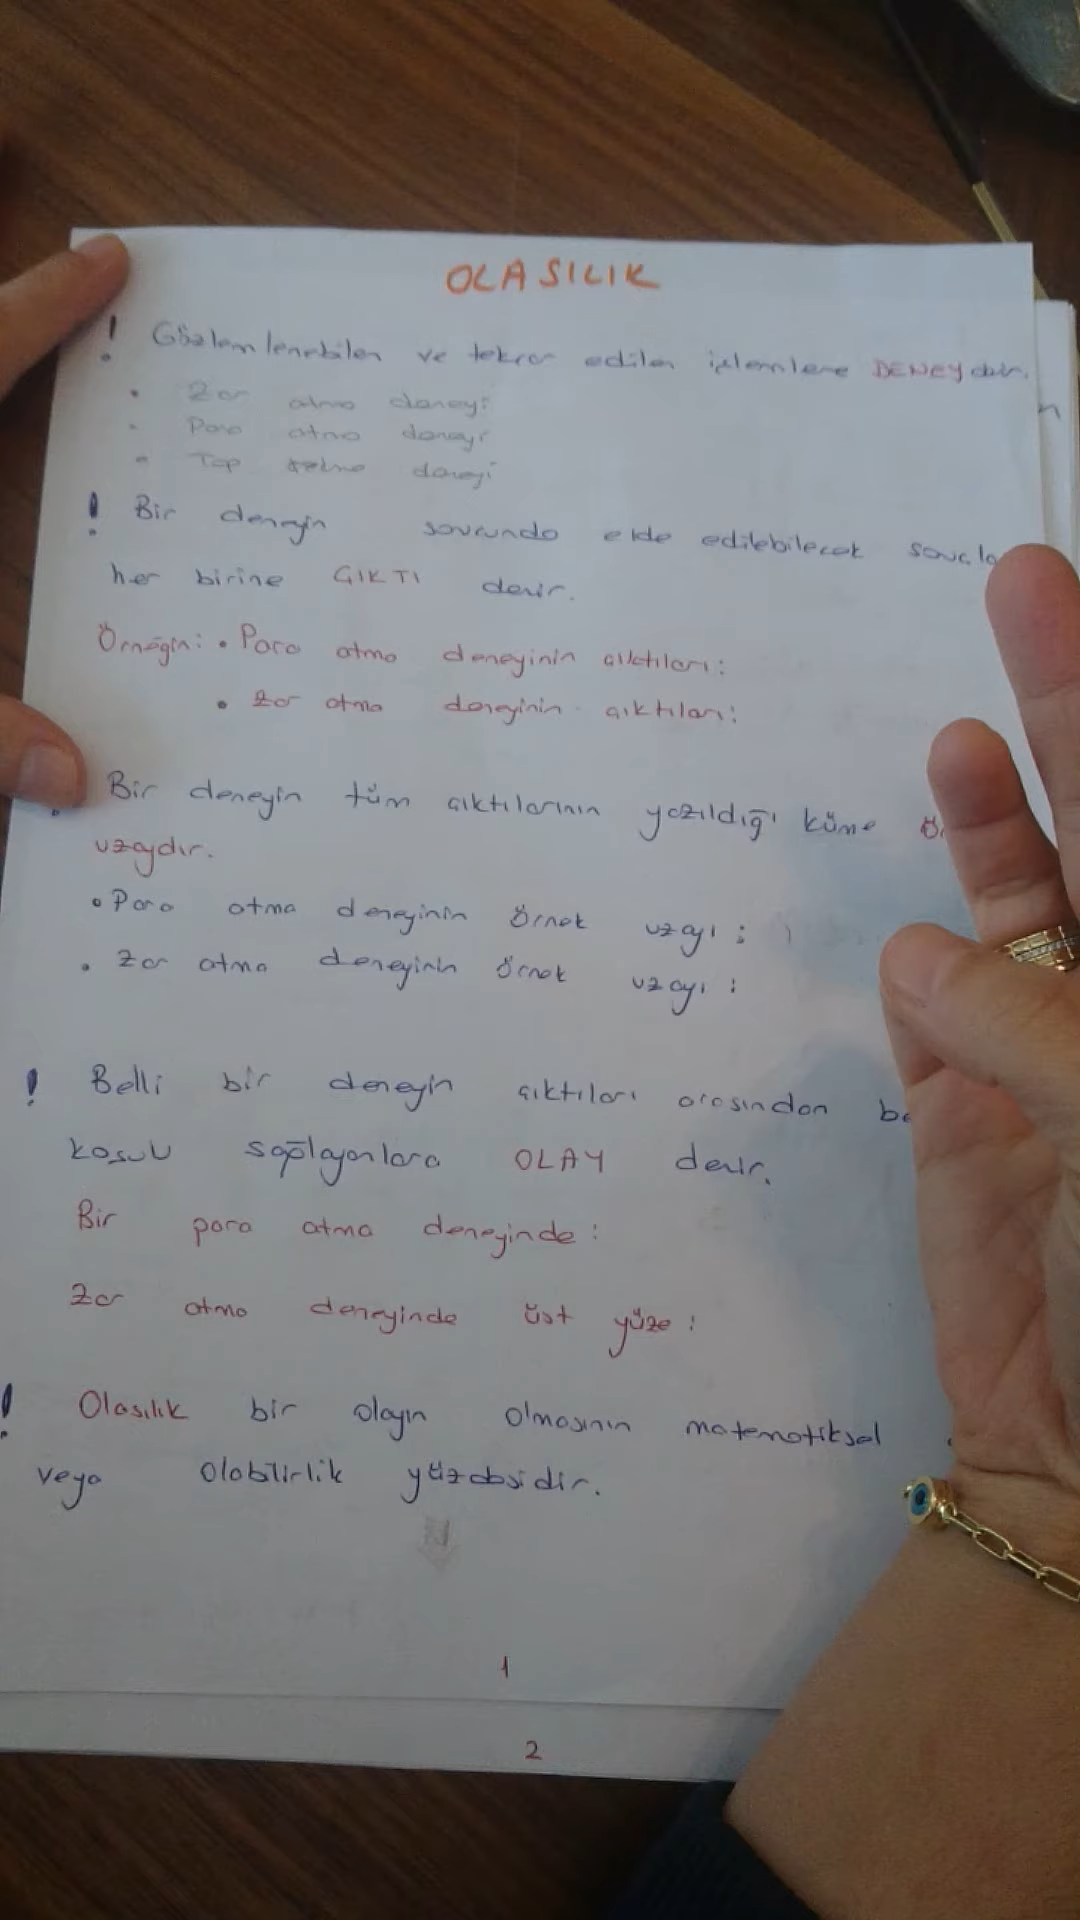 OLASILIK
! Gözlemlenebilen ve tekrar edilen işlemlere DENEY denir.
• Zar atma deneyi
• Para atma deneyi
• Top çekme deneyi
! Bir deneyin sonucunda elde edilebilecek
her birine ÇIKTI denir.
Örneğin: • Para atma deneyinin çıktıları:
• Zar atma deneyinin çıktıları:
Bir deneyin tüm çıktılarının yazıldığı küme
uzaydır.
• Para atma deneyinin örnek uzayı :
• Zar atma deneyinin örnek uzayı :
! Belli bir deneyin çıktıları arasından
koşulu sağlayanlara OLAY denir.
Bir para atma deneyinde :
Zar atma deneyinde üst yüze :
! Olasılık bir olayın olmasının matematiksel
veya olabilirlik yüzdesidir.
1
2